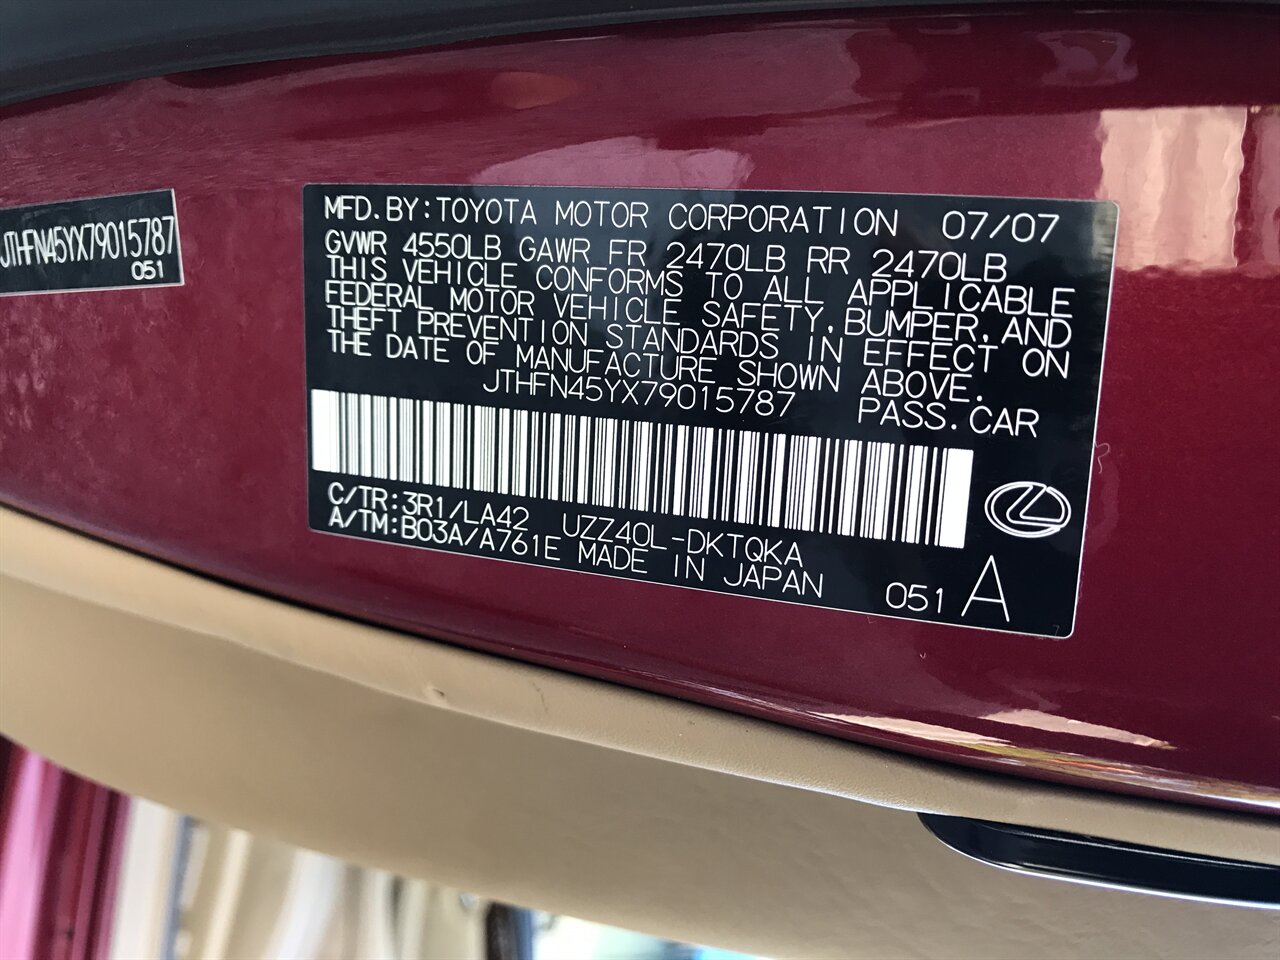 JTHFN45YX79015787
051
MFD.BY:TOYOTA MOTOR CORPORATION 07/07
GVWR 4550LB GAWR FR 2470LB RR 2470LB
THIS VEHICLE CONFORMS TO ALL APPLICABLE
FEDERAL MOTOR VEHICLE SAFETY,BUMPER,AND
THEFT PREVENTION STANDARDS IN EFFECT ON
THE DATE OF MANUFACTURE SHOWN ABOVE.
JTHFN45YX79015787 PASS.CAR
C/TR:3R1/LA42 UZZ40L-DKTQKA
A/TM:B03A/A761E MADE IN JAPAN 051 A
7